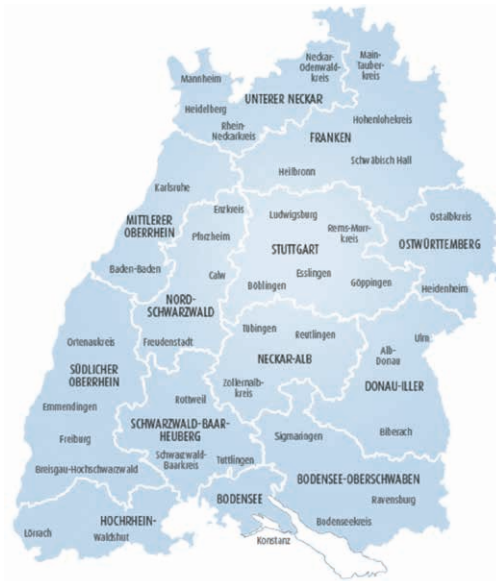 Neckar-
Odenwald-
kreis
Main-
Tauber-
kreis
Mannheim
UNTERER NECKAR
Heidelberg
Rhein-
Neckarkreis
Hohenlohekreis
FRANKEN
Schwäbisch Hall
Heilbronn
Karlsruhe
MITTLERER
OBERRHEIN
Enzkreis
Pforzheim
Ludwigsburg
Rems-Murr-
kreis
STUTTGART
Ostalbkreis
OSTWÜRTTEMBERG
Baden-Baden
Calw
Esslingen
Böblingen
Göppingen
Heidenheim
NORD-
SCHWARZWALD
Freudenstadt
Tübingen
Reutlingen
Ulm
Alb-
Donau
Ortenaukreis
NECKAR-ALB
SÜDLICHER
OBERRHEIN
Zollernalb-
kreis
DONAU-ILLER
Emmendingen
Rottweil
SCHWARZWALD-BAAR-
HEUBERG
Freiburg
Sigmaringen
Bibesach
Schwarzwald-
Baarkreis
Tuttlingen
Breisgau-Hochschwarzwald
BODENSEE-OBERSCHWABEN
BODENSEE
Ravensburg
HOCHRHEIN-
Bodenseekreis
Lörrach
Waldshut
Konstanz